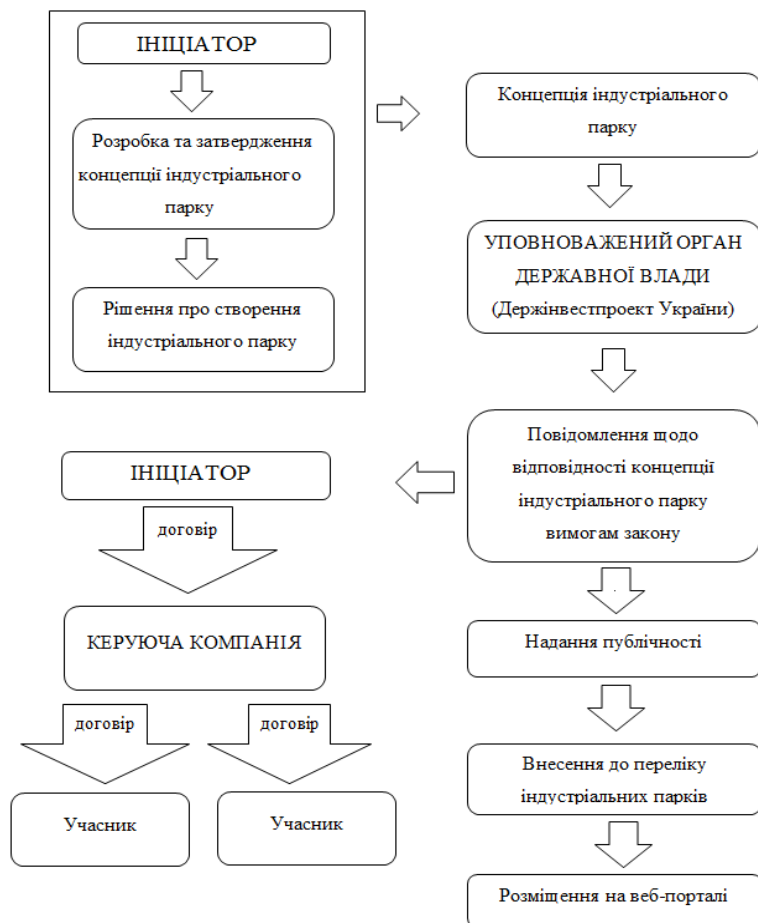 ІНІЦІАТОР
Розробка та затвердження
концепції індустріального
парку
Рішення про створення
індустріального парку
Концепція індустріального
парку
УПОВНОВАЖЕНИЙ ОРГАН
ДЕРЖАВНОЇ ВЛАДИ
(Держінвестпроект України)
Повідомлення щодо
відповідності концепції
індустріального парку
вимогам закону
ІНІЦІАТОР
договір
КЕРУЮЧА КОМПАНІЯ
договір
договір
Учасник
Учасник
Надання публічності
Внесення до переліку
індустріальних парків
Розміщення на веб-порталі